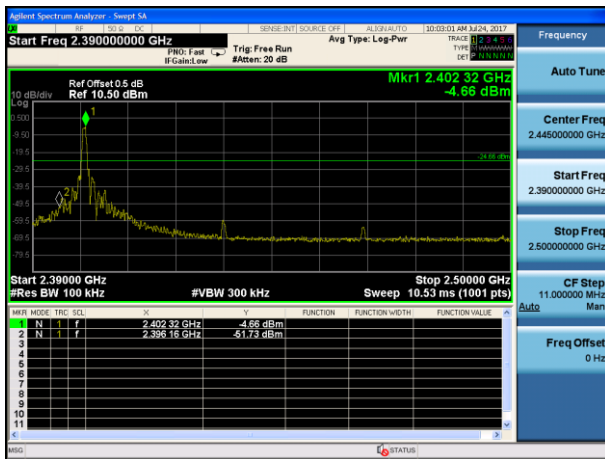 Agilent Spectrum Analyzer - Swept SA
RF 50 Ω DC SENSE:INT SOURCE OFF ALIGNAUTO 10:03:01 AM Jul 24, 2017
Start Freq 2.390000000 GHz
PNO: Fast
IFGain:Low
Trig: Free Run
#Atten: 20 dB
Avg Type: Log-Pwr
TRACE 1 2 3 4 5 6
TYPE M
DET P N N N N N
Ref Offset 0.5 dB
10 dB/div Ref 10.50 dBm
Log
Mkr1 2.402 32 GHz
-4.66 dBm
1
0.500
-9.50
-19.5
-24.66 dBm
-29.5
-39.5
2
-49.5
-59.5
-69.5
-79.5
Start 2.39000 GHz Stop 2.50000 GHz
#Res BW 100 kHz #VBW 300 kHz Sweep 10.53 ms (1001 pts)
MKR MODE TRC SCL X Y FUNCTION FUNCTION WIDTH FUNCTION VALUE
1 N 1 f 2.402 32 GHz -4.66 dBm
2 N 1 f 2.396 16 GHz -51.73 dBm
3
4
5
6
7
8
9
10
11
MSG STATUS
Frequency
Auto Tune
Center Freq
2.445000000 GHz
Start Freq
2.390000000 GHz
Stop Freq
2.500000000 GHz
CF Step
11.000000 MHz
Auto Man
Freq Offset
0 Hz